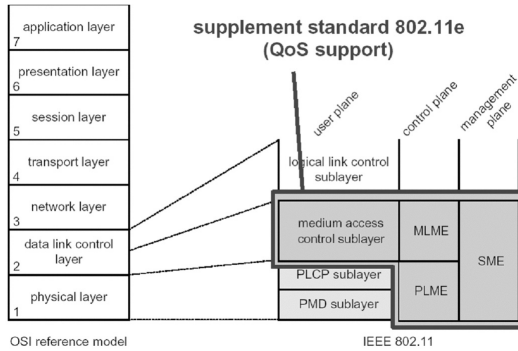 supplement standard 802.11e
(QoS support)
application layer
7
presentation layer
6
session layer
5
transport layer
4
network layer
3
data link control
layer
2
physical layer
1
OSI reference model
user plane
control plane
management
plane
logical link control
sublayer
medium access
control sublayer
MLME
SME
PLCP sublayer
PLME
PMD sublayer
IEEE 802.11